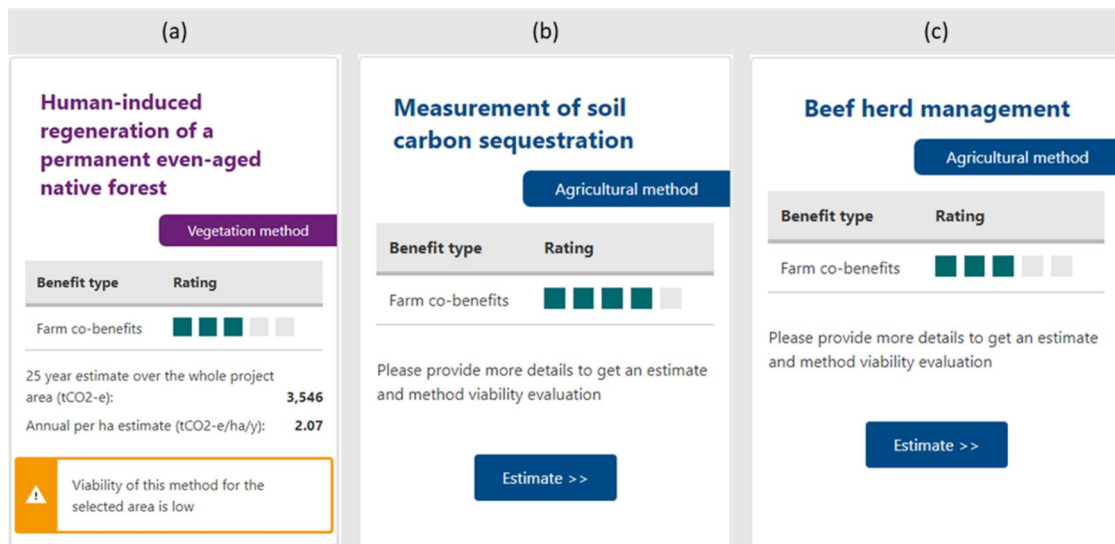 (a)
Human-induced
regeneration of a
permanent even-aged
native forest
Vegetation method
Benefit type Rating
Farm co-benefits
25 year estimate over the whole project
area (tCO2-e): 3,546
Annual per ha estimate (tCO2-e/ha/y): 2.07
Viability of this method for the
selected area is low
(b)
Measurement of soil
carbon sequestration
Agricultural method
Benefit type Rating
Farm co-benefits
Please provide more details to get an estimate
and method viability evaluation
Estimate >>
(c)
Beef herd management
Agricultural method
Benefit type Rating
Farm co-benefits
Please provide more details to get an estimate
and method viability evaluation
Estimate >>